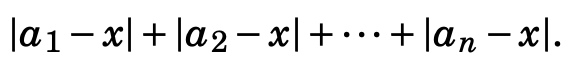 |a₁ − x| + |a₂ − x| + ⋯ + |aₙ − x|.